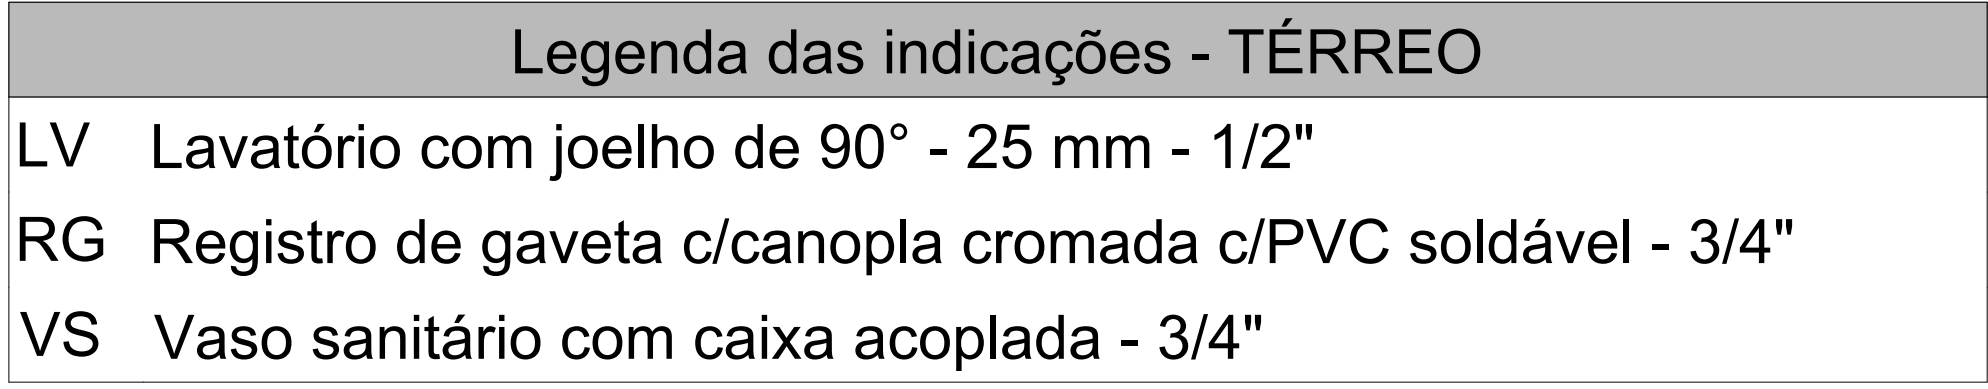 Legenda das indicações - TÉRREO
LV Lavatório com joelho de 90° - 25 mm - 1/2"
RG Registro de gaveta c/canopla cromada c/PVC soldável - 3/4"
VS Vaso sanitário com caixa acoplada - 3/4"